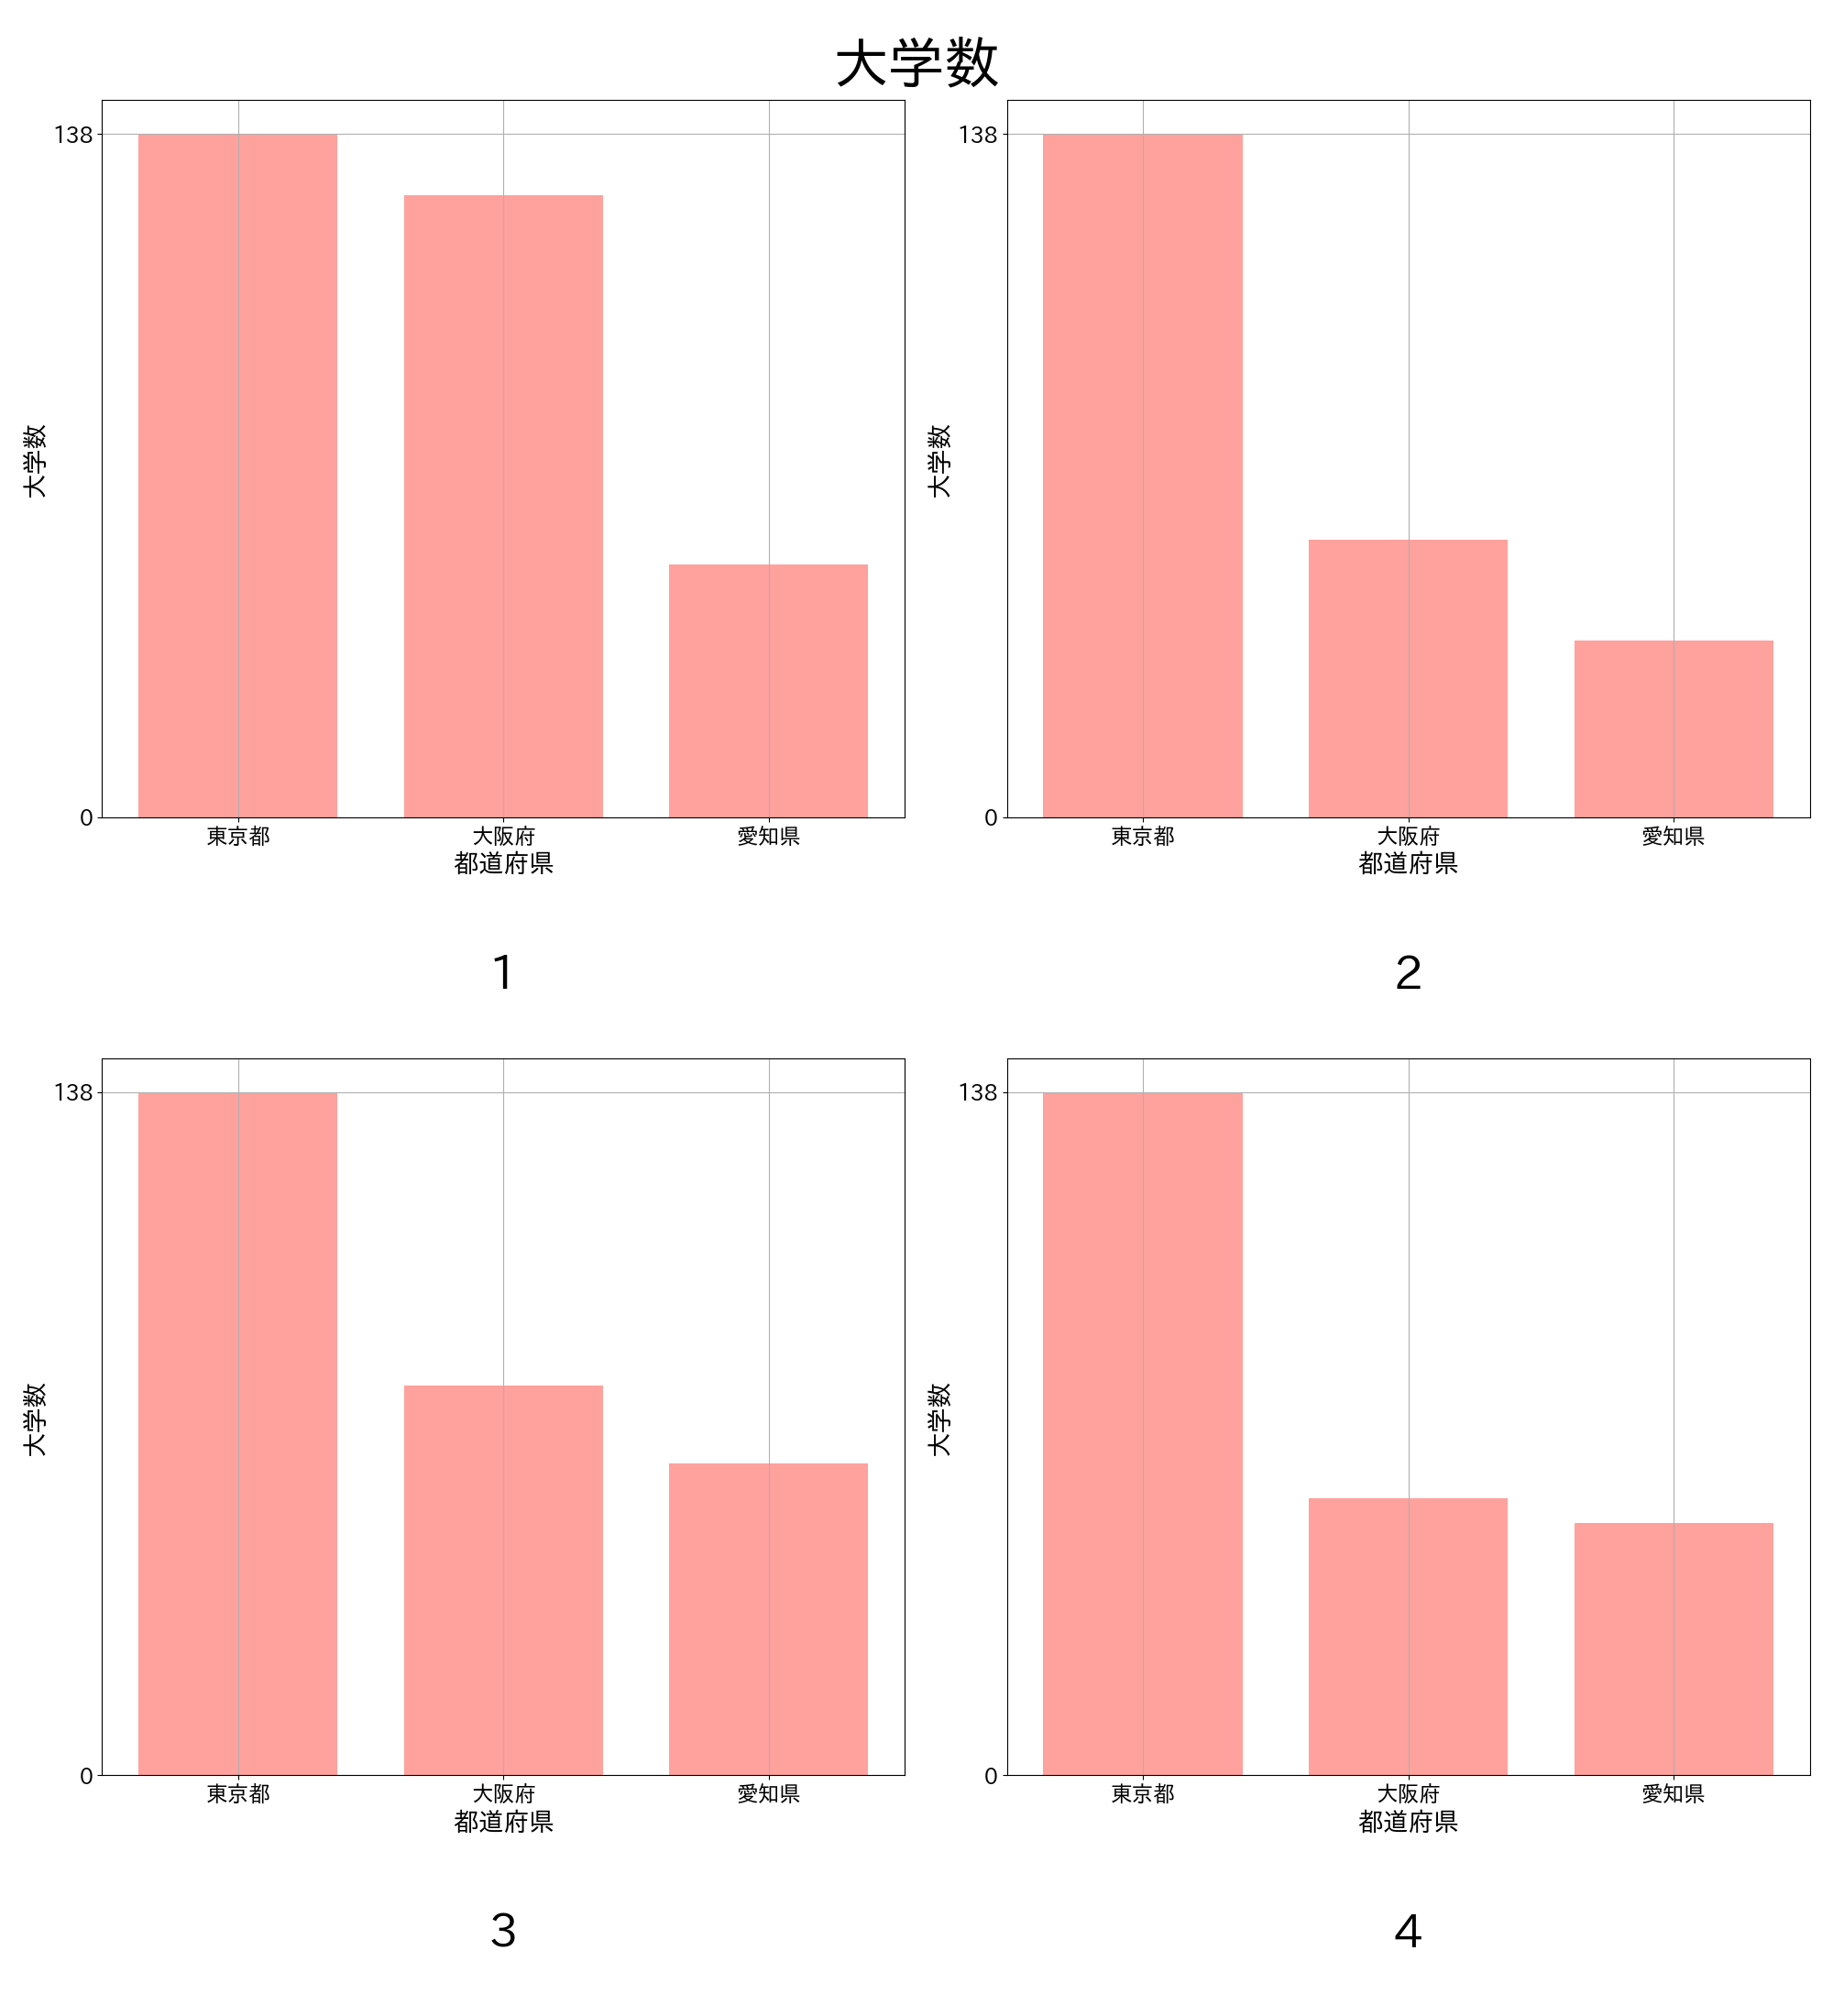 大学数
138
0
大学数
東京都 大阪府 愛知県
都道府県
1
138
0
大学数
東京都 大阪府 愛知県
都道府県
2
138
0
大学数
東京都 大阪府 愛知県
都道府県
3
138
0
大学数
東京都 大阪府 愛知県
都道府県
4